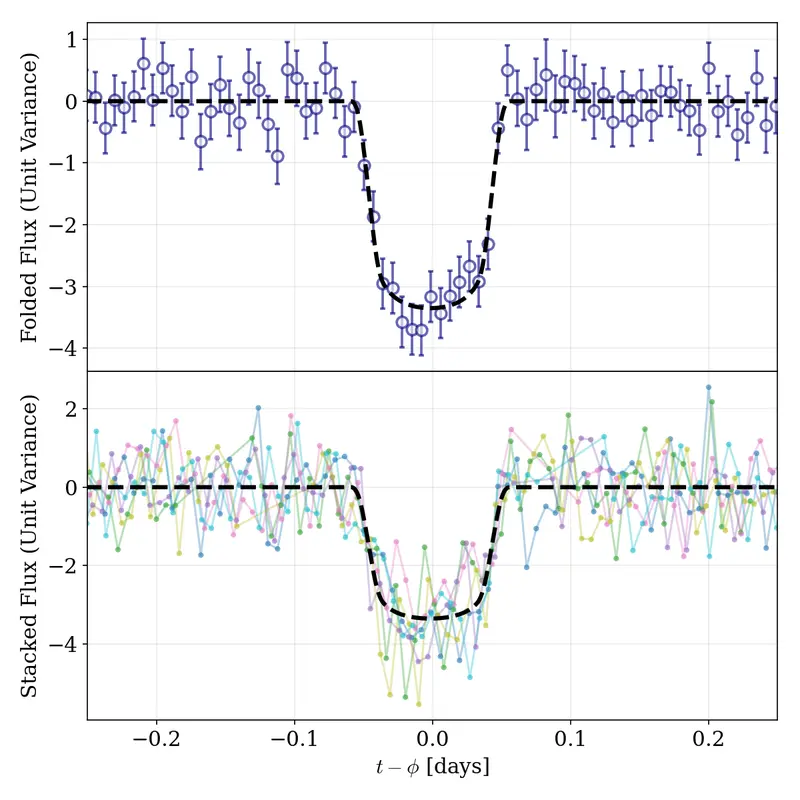 Folded Flux (Unit Variance)
1
0
−1
−2
−3
−4
Stacked Flux (Unit Variance)
2
0
−2
−4
−0.2 −0.1 0.0 0.1 0.2
t − ϕ [days]